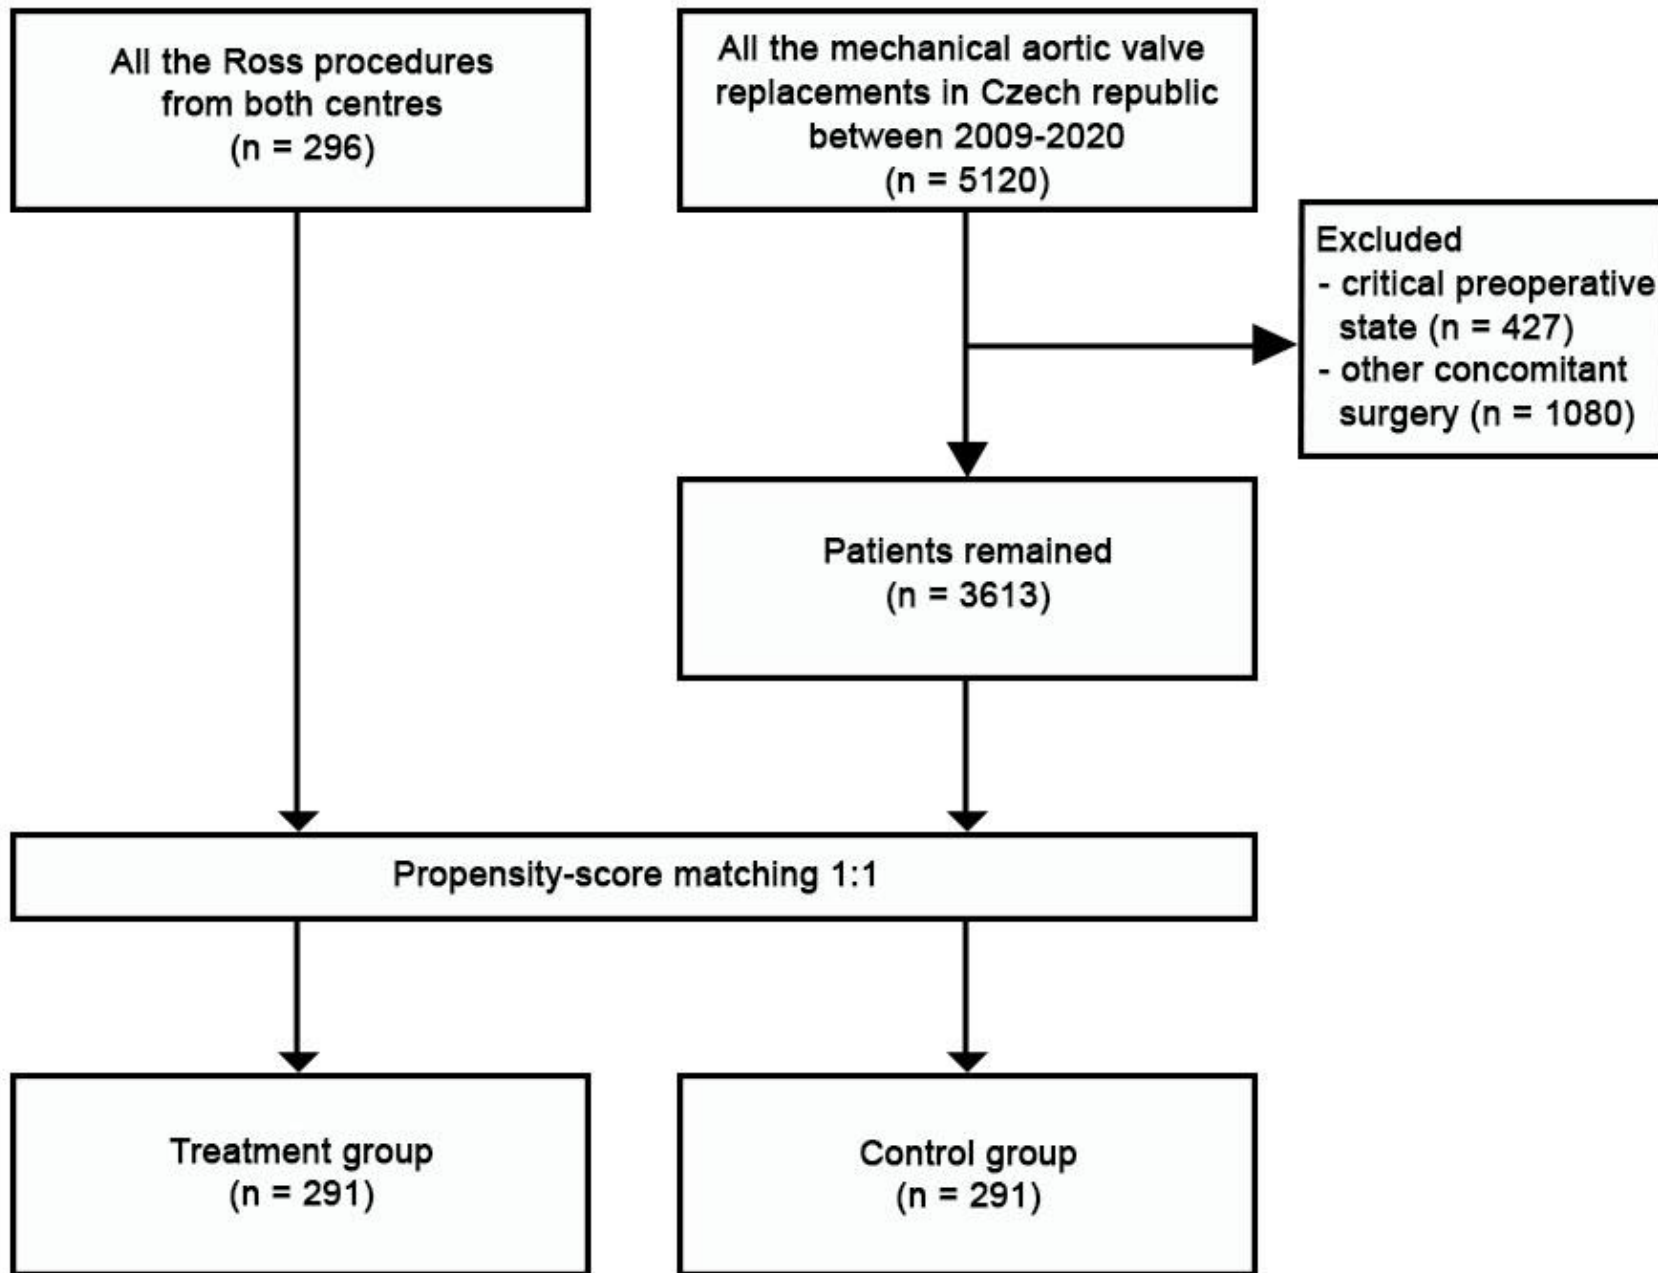 All the Ross procedures
from both centres
(n = 296)
All the mechanical aortic valve
replacements in Czech republic
between 2009-2020
(n = 5120)
Excluded
- critical preoperative
state (n = 427)
- other concomitant
surgery (n = 1080)
Patients remained
(n = 3613)
Propensity-score matching 1:1
Treatment group
(n = 291)
Control group
(n = 291)